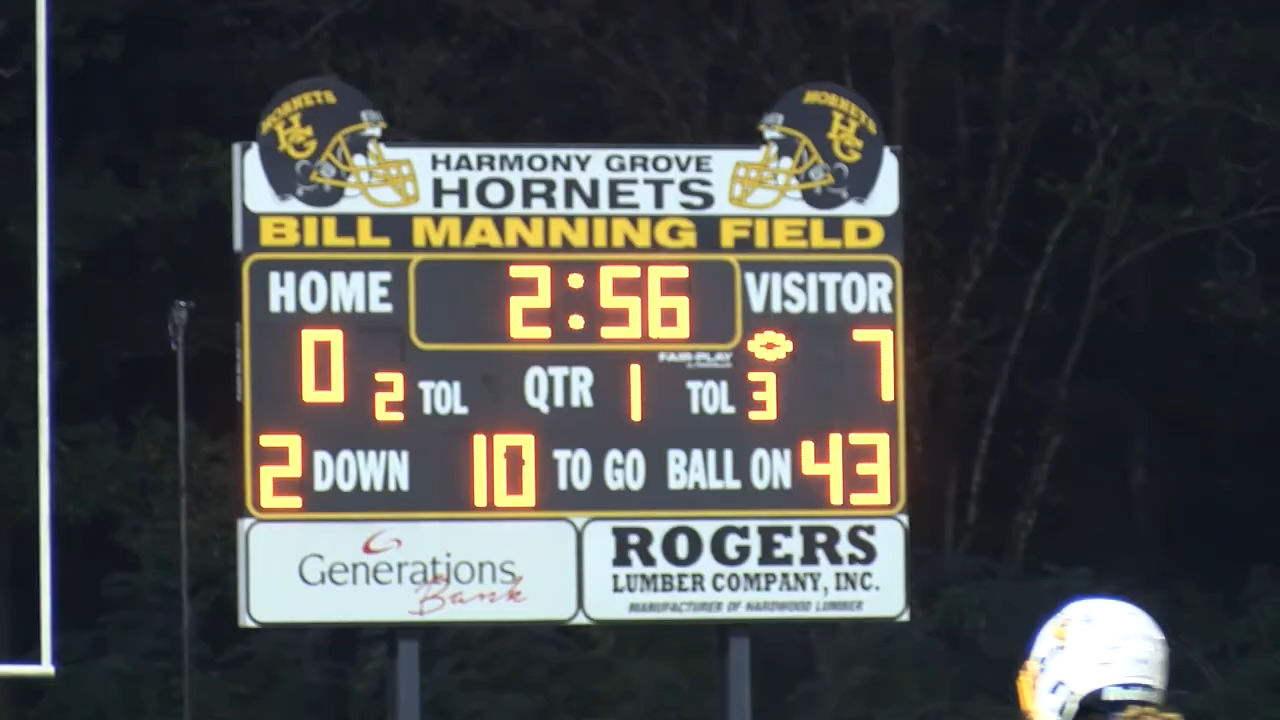 HORNETS
HG
HORNETS
HG
HARMONY GROVE
HORNETS
BILL MANNING FIELD
HOME 2:56 VISITOR
FAIR-PLAY
0 2 TOL QTR 1 TOL 3 7
2 DOWN 10 TO GO BALL ON 43
Generations
Bank
ROGERS
LUMBER COMPANY, INC.
MANUFACTURER OF HARDWOOD LUMBER